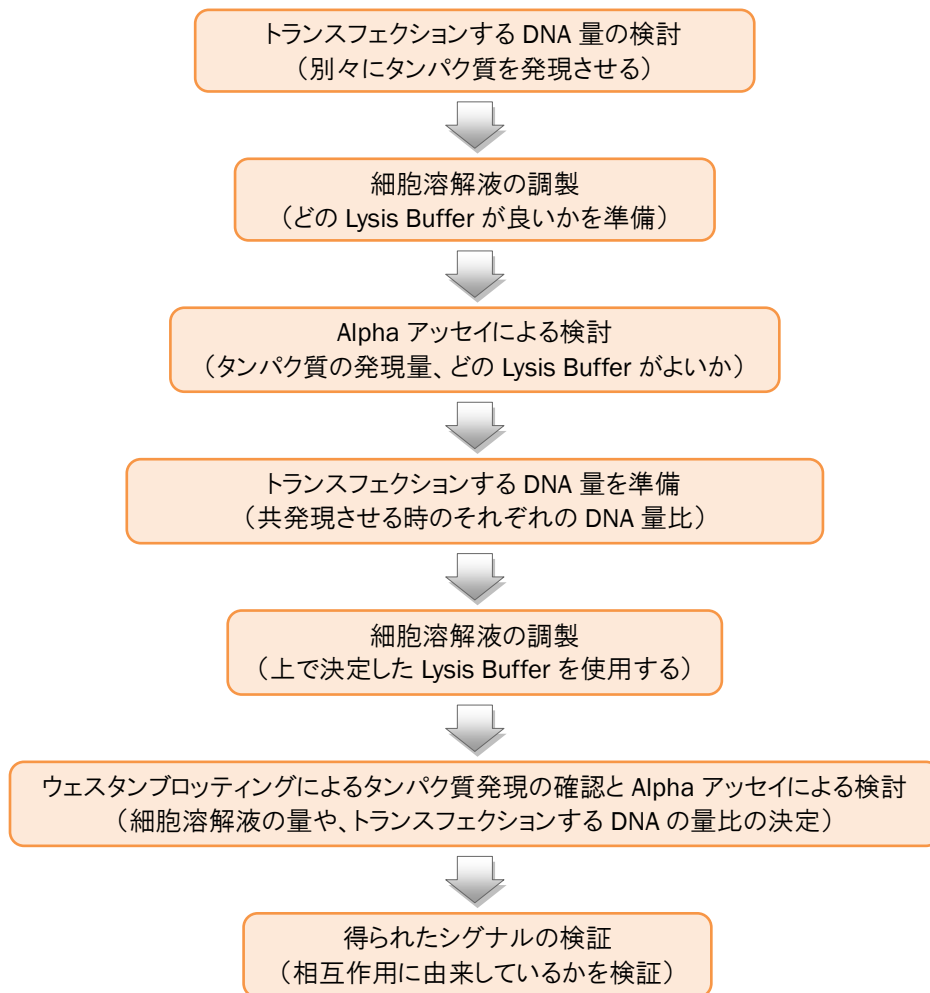 トランスフェクションする DNA 量の検討
（別々にタンパク質を発現させる）
細胞溶解液の調製
（どの Lysis Buffer が良いかを準備）
Alpha アッセイによる検討
（タンパク質の発現量、どの Lysis Buffer がよいか）
トランスフェクションする DNA 量を準備
（共発現させる時のそれぞれの DNA 量比）
細胞溶解液の調製
（上で決定した Lysis Buffer を使用する）
ウェスタンブロッティングによるタンパク質発現の確認と Alpha アッセイによる検討
（細胞溶解液の量や、トランスフェクションする DNA の量比の決定）
得られたシグナルの検証
（相互作用に由来しているかを検証）